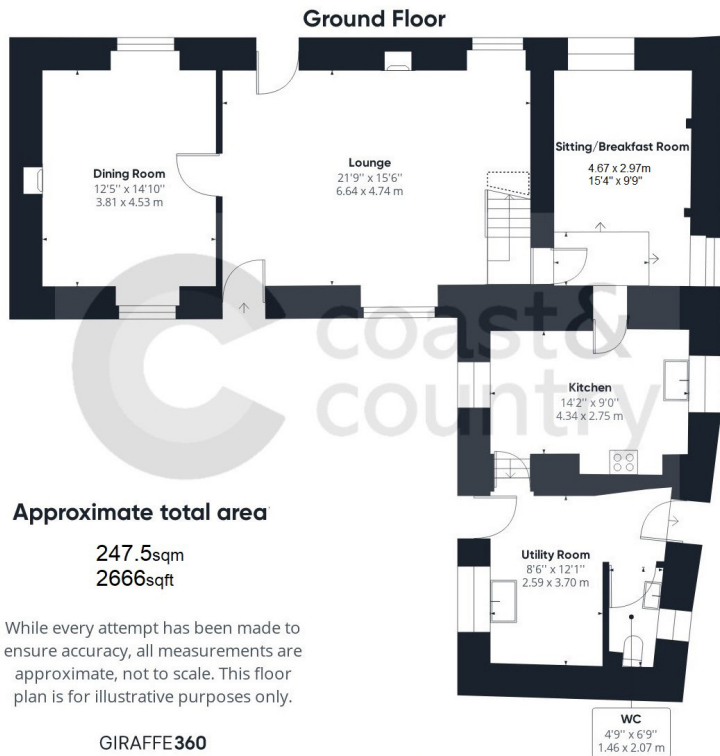 Ground Floor
Dining Room
12'5" x 14'10"
3.81 x 4.53 m
Lounge
21'9" x 15'6"
6.64 x 4.74 m
Sitting/Breakfast Room
4.67 x 2.97m
15'4" x 9'9"
coast &
country
Kitchen
14'2" x 9'0"
4.34 x 2.75 m
Utility Room
8'6" x 12'1"
2.59 x 3.70 m
WC
4'9" x 6'9"
1.46 x 2.07 m
Approximate total area
247.5sqm
2666sqft
While every attempt has been made to
ensure accuracy, all measurements are
approximate, not to scale. This floor
plan is for illustrative purposes only.
GIRAFFE360